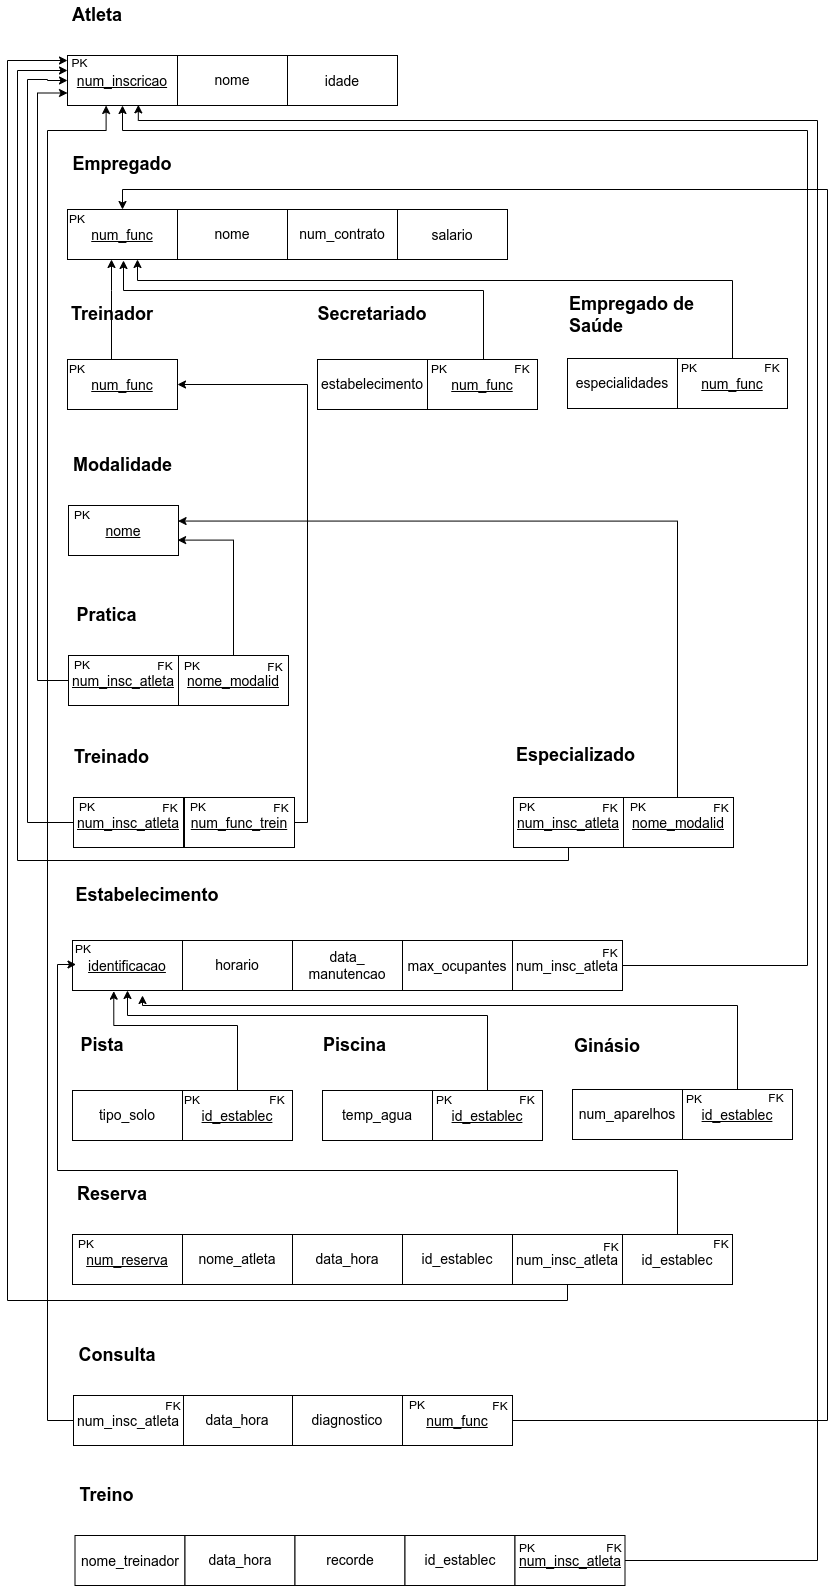 Atleta
PK
num_inscricao nome idade
Empregado
PK
num_func nome num_contrato salario
Treinador
PK
num_func
Secretariado
estabelecimento
PK FK
num_func
Empregado de
Saúde
especialidades
PK FK
num_func
Modalidade
PK
nome
Pratica
PK FK PK FK
num_insc_atleta nome_modalid
Treinado
PK FK PK FK
num_insc_atleta num_func_trein
Especializado
PK FK PK FK
num_insc_atleta nome_modalid
Estabelecimento
PK FK
identificacao horario data_
manutencao max_ocupantes num_insc_atleta
Pista
PK FK
tipo_solo id_establec
Piscina
PK FK
temp_agua id_establec
Ginásio
PK FK
num_aparelhos id_establec
Reserva
PK FK FK
num_reserva nome_atleta data_hora id_establec num_insc_atleta id_establec
Consulta
FK PK FK
num_insc_atleta data_hora diagnostico num_func
Treino
PK FK
nome_treinador data_hora recorde id_establec num_insc_atleta